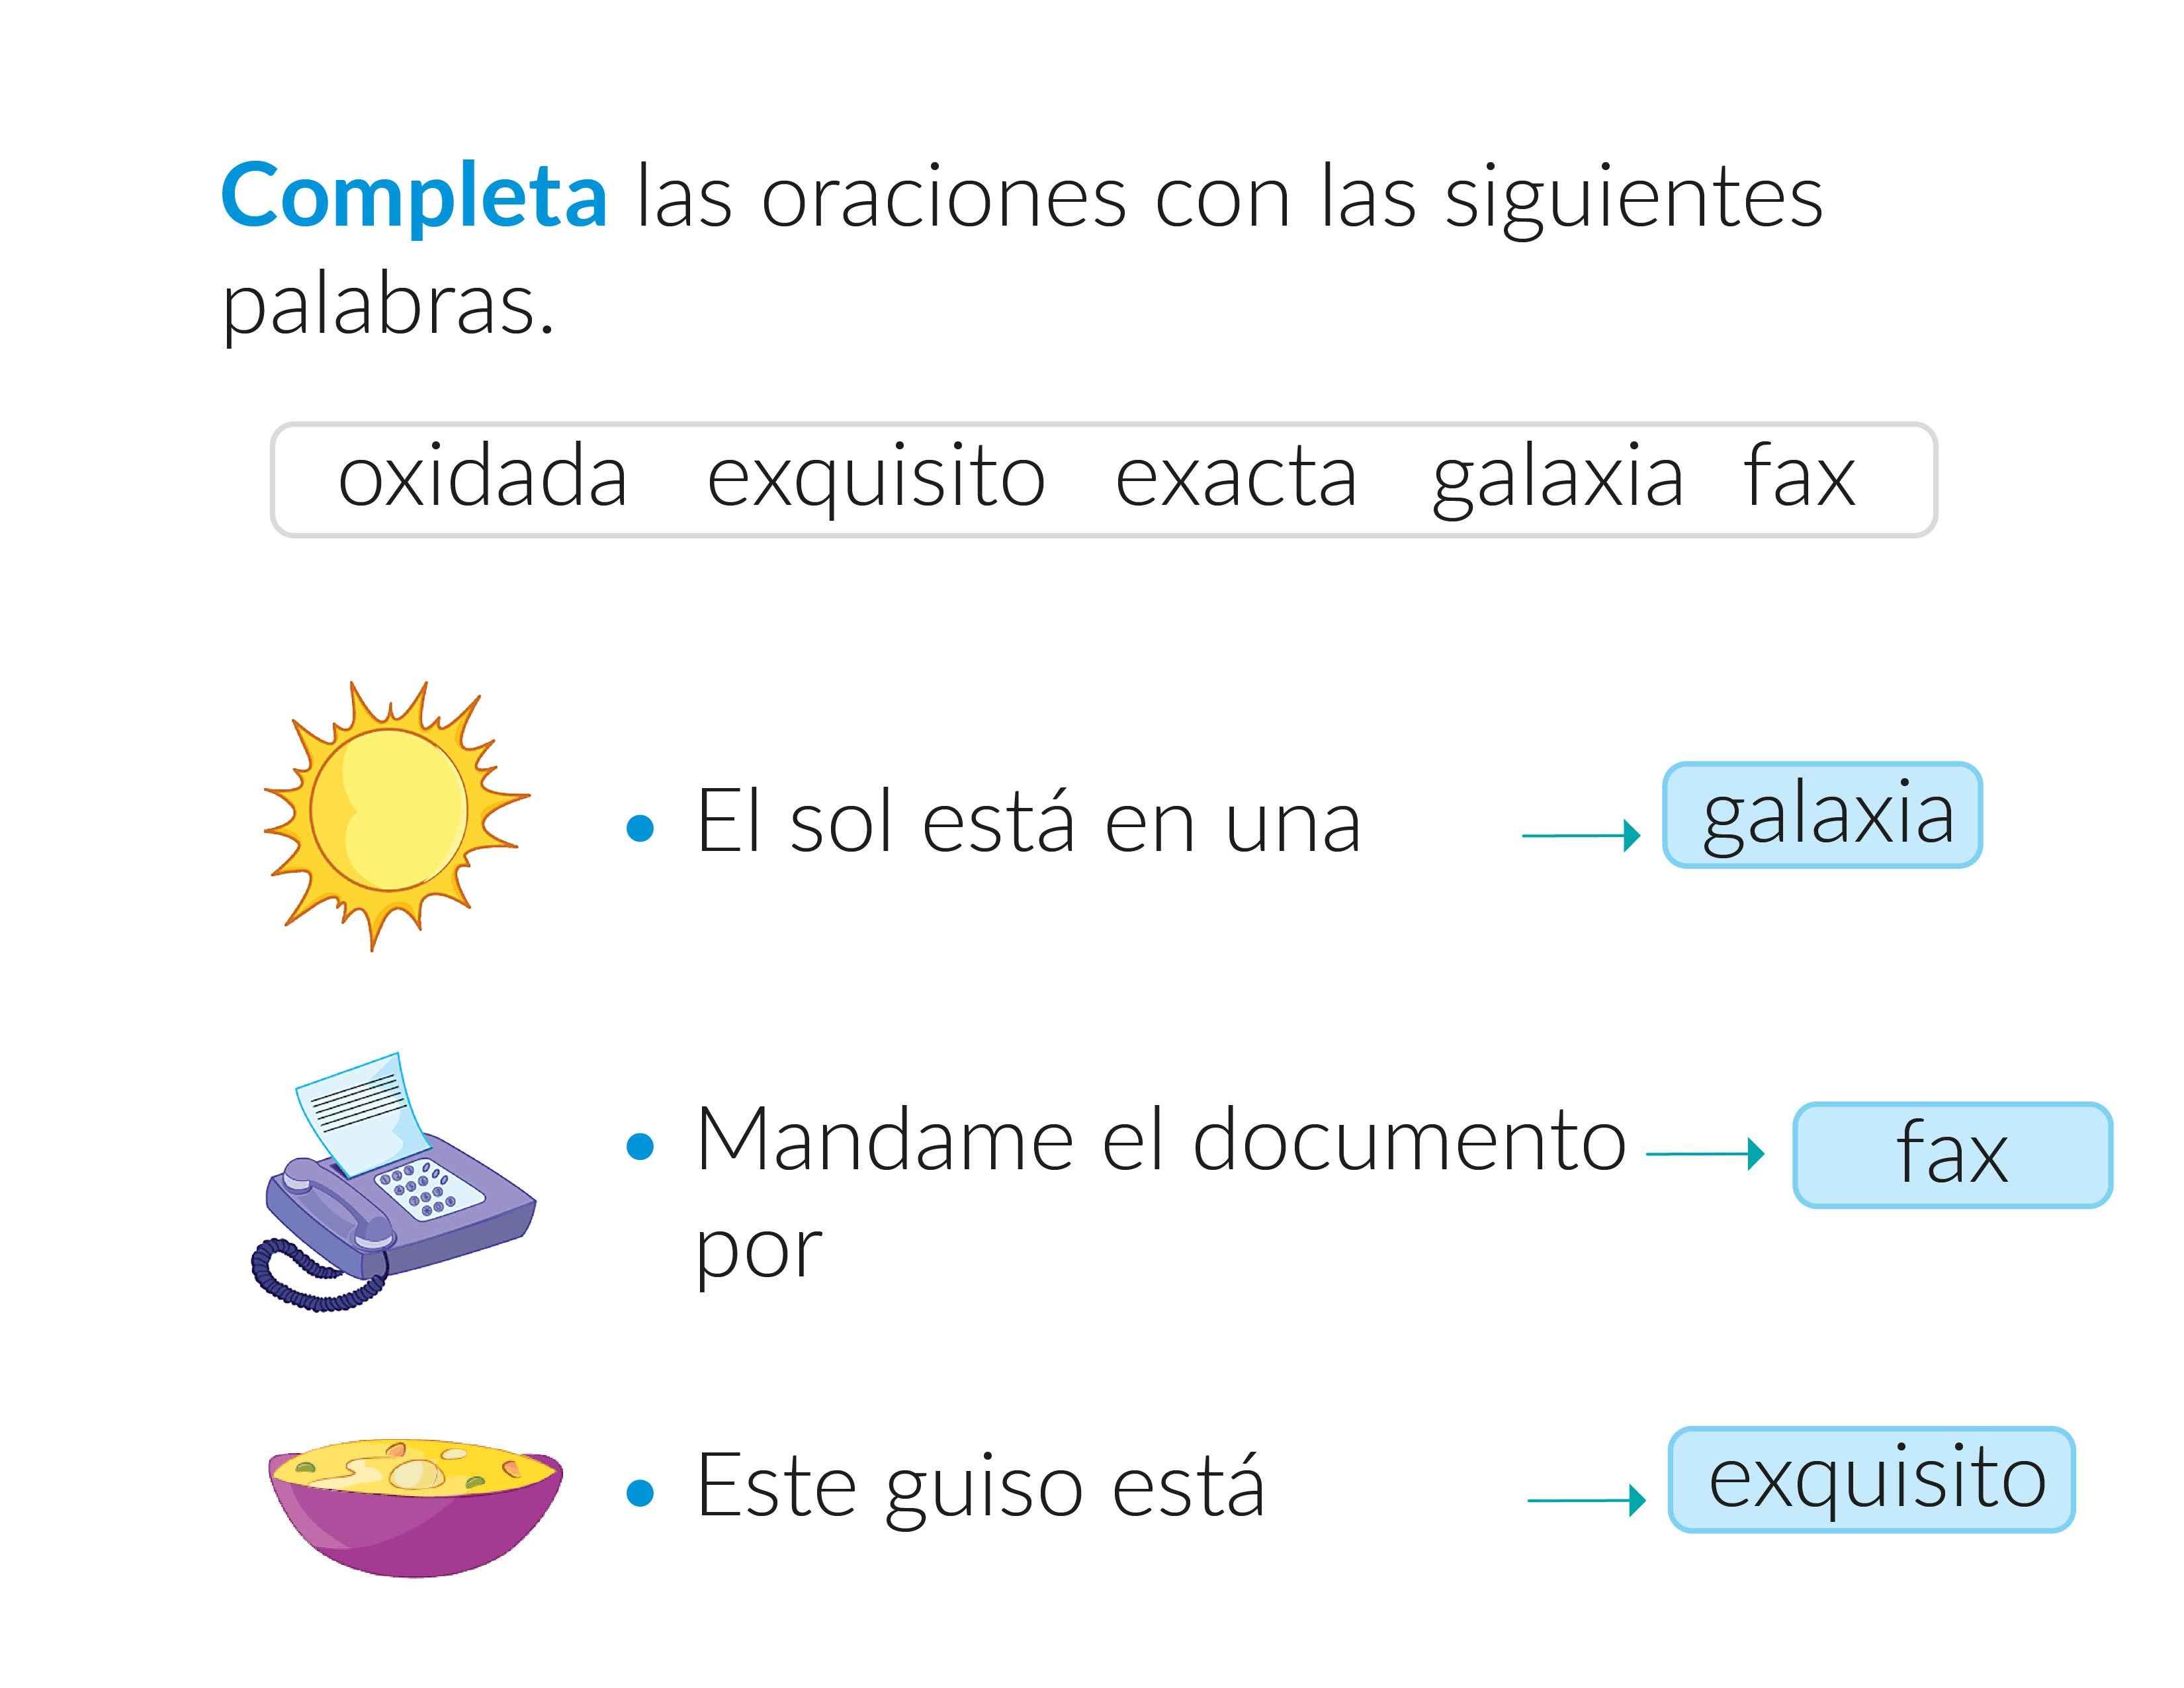 Completa las oraciones con las siguientes
palabras.
oxidada exquisito exacta galaxia fax
• El sol está en una galaxia
• Mandame el documento fax
por
• Este guiso está exquisito